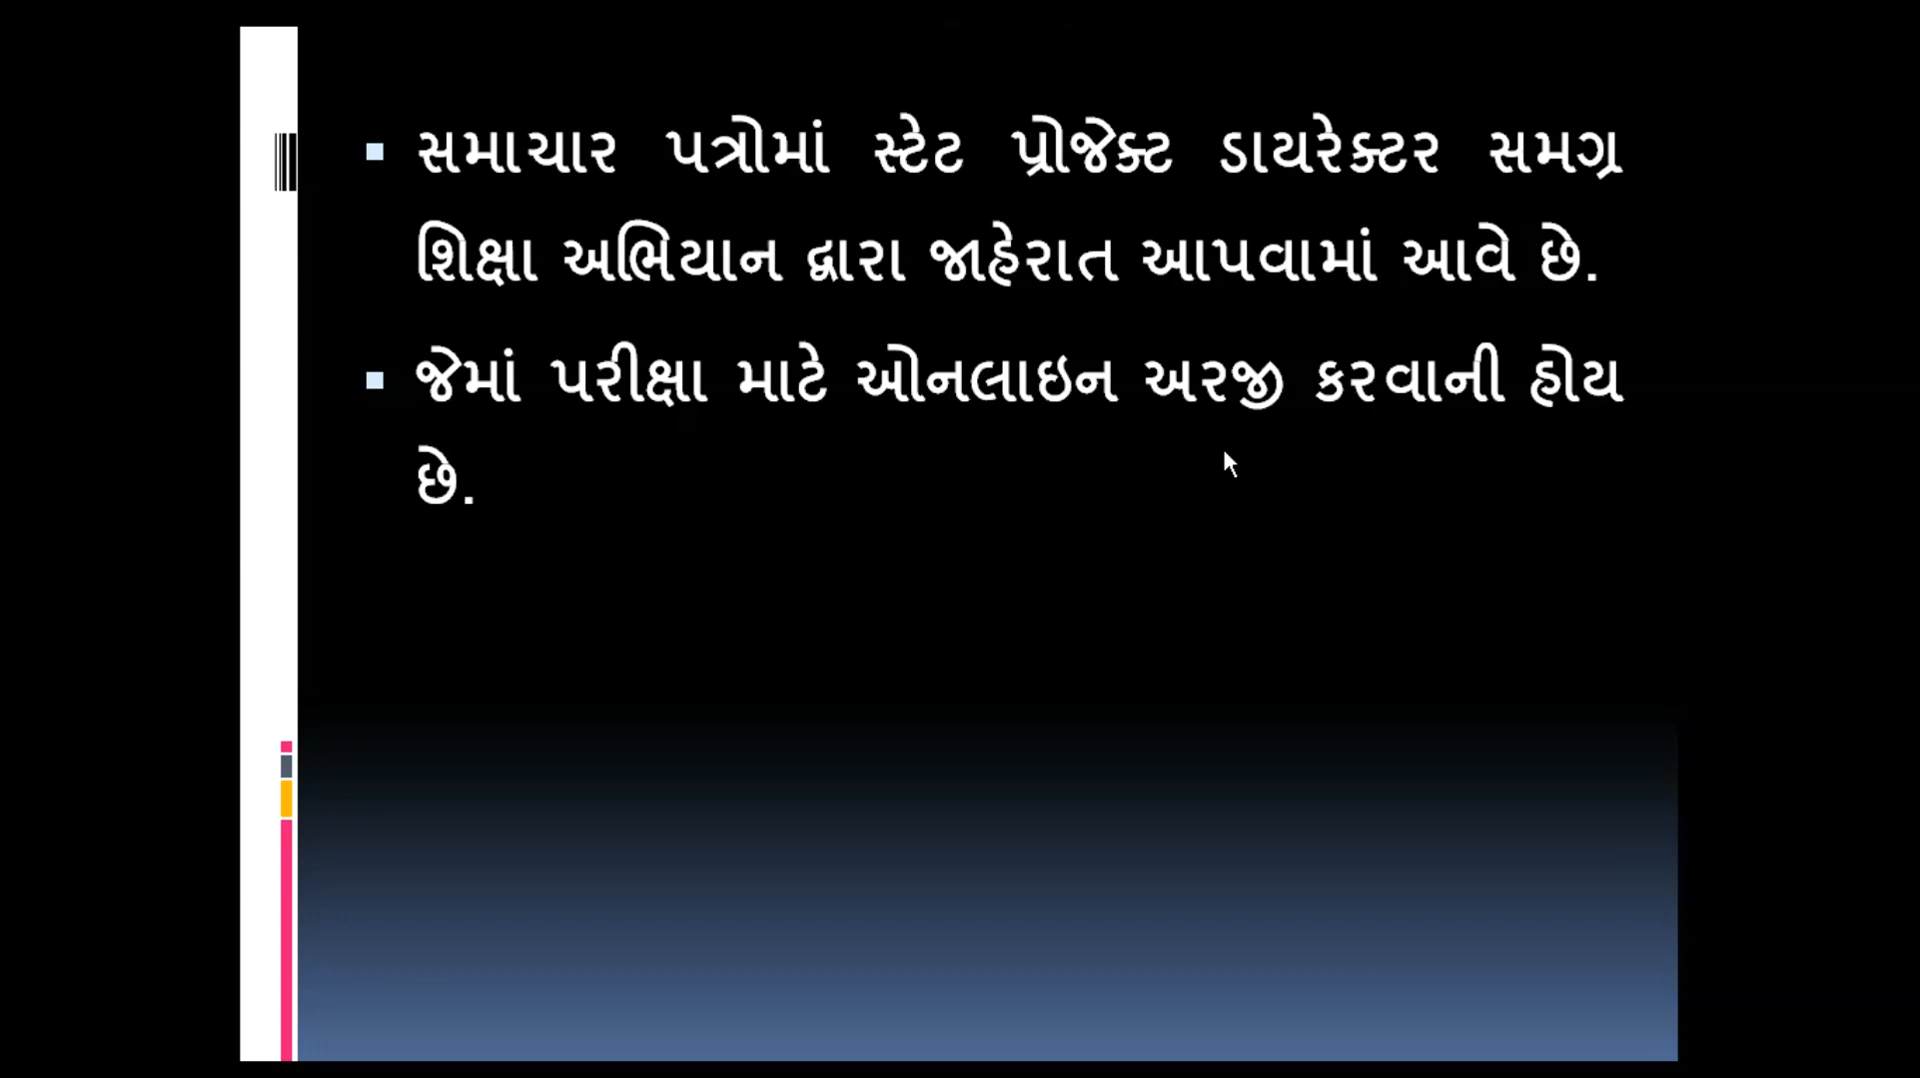 સમાચાર પત્રોમાં સ્ટેટ પ્રોજેક્ટ ડાયરેક્ટર સમગ્ર
શિક્ષા અભિયાન દ્વારા જાહેરાત આપવામાં આવે છે.
જેમાં પરીક્ષા માટે ઓનલાઇન અરજી કરવાની હોય
છે.